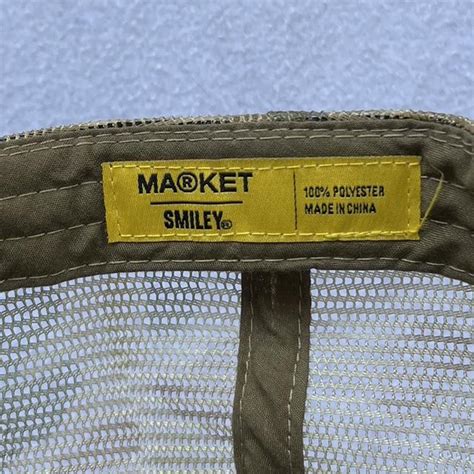 MA®KET
SMILEY®
100% POLYESTER
MADE IN CHINA